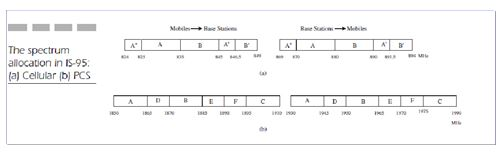 The spectrum
allocation in IS-95:
(a) Cellular (b) PCS
Mobiles → Base Stations
Base Stations → Mobiles
A" A B A' B'
A" A B A' B'
824 825 835 845 846.5 849
869 870 880 890 891.5 894 MHz
(a)
A D B E F C
A D B E F C
1850 1865 1870 1885 1890 1895 1910
1930 1945 1950 1965 1970 1975 1990
MHz
(b)